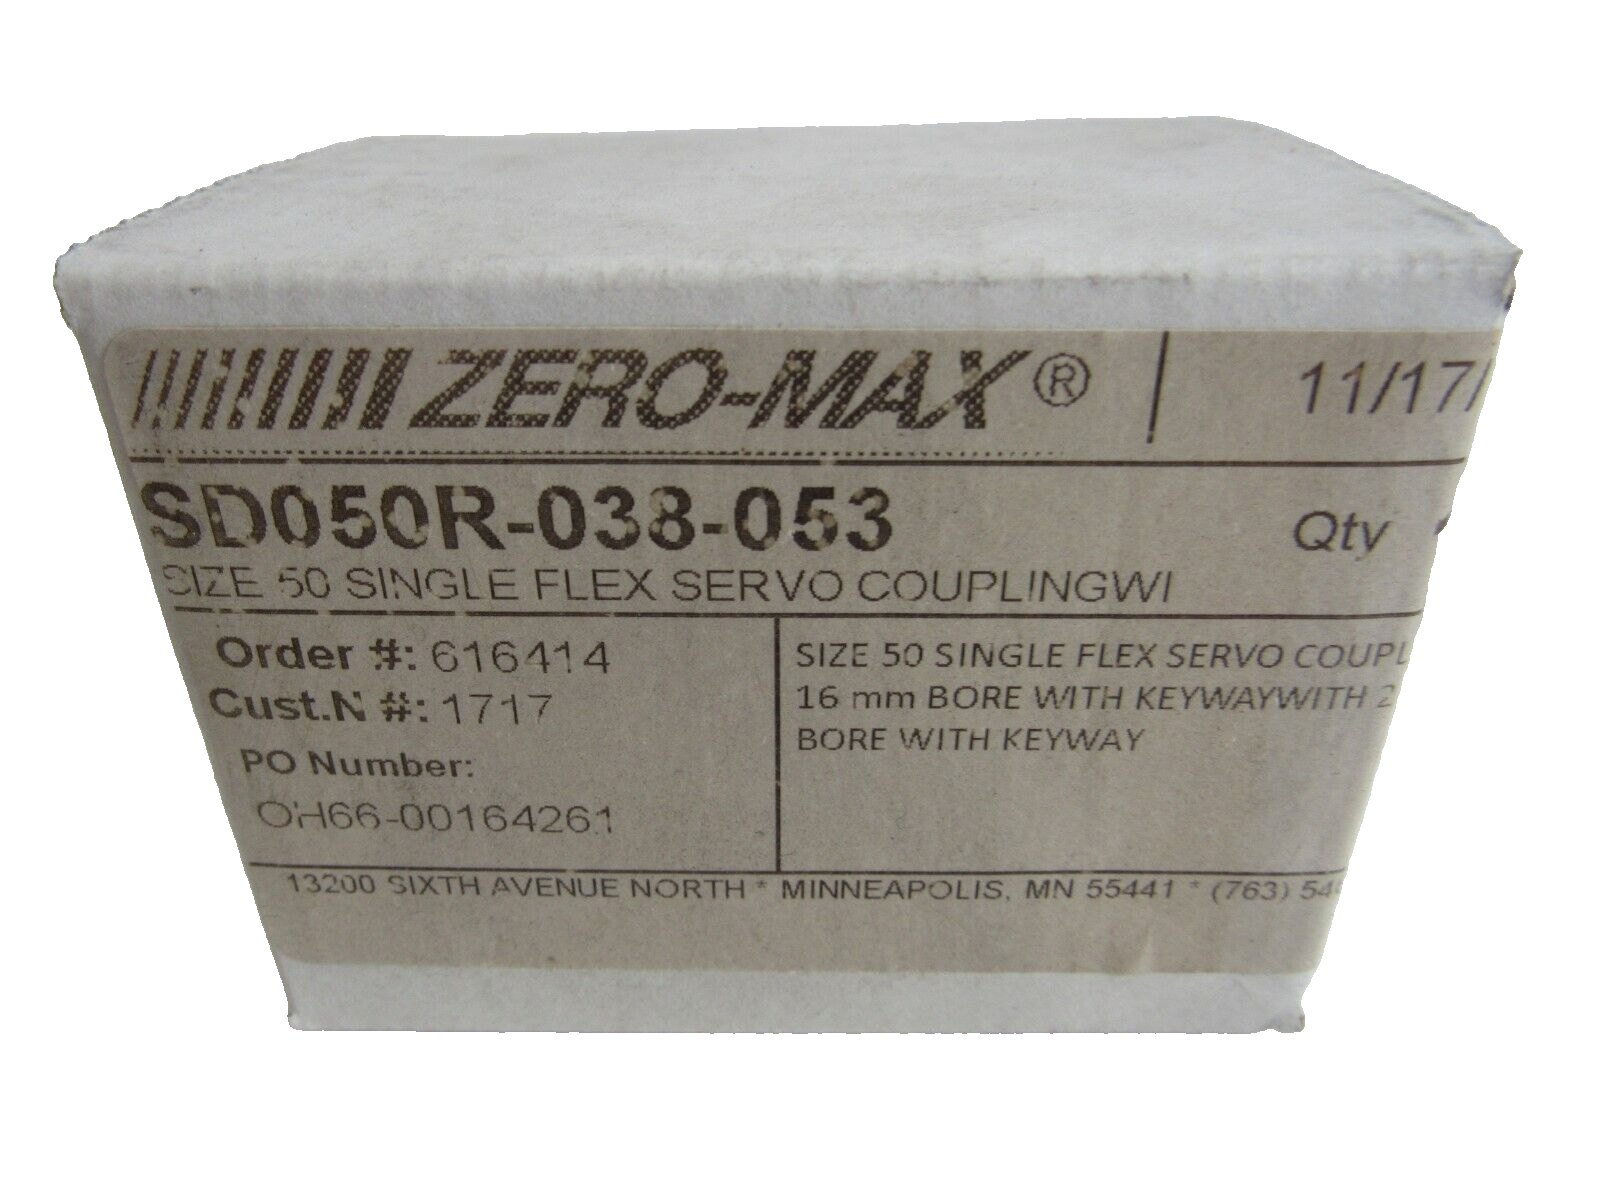 ZERO-MAX® 11/17/
SD050R-038-053 Qty
SIZE 50 SINGLE FLEX SERVO COUPLINGWI
Order #: 616414
Cust.N #: 1717
PO Number:
OH66-00164261
SIZE 50 SINGLE FLEX SERVO COUPL
16 mm BORE WITH KEYWAYWITH 2
BORE WITH KEYWAY
13200 SIXTH AVENUE NORTH * MINNEAPOLIS, MN 55441 * (763) 54